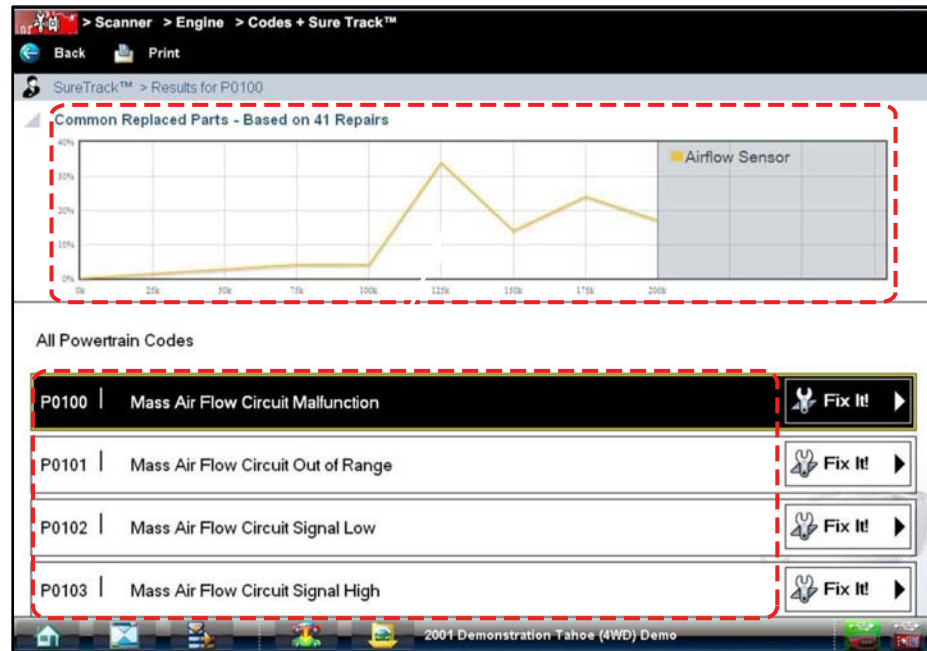 > Scanner > Engine > Codes + Sure Track™
Back Print
SureTrack™ > Results for P0100
Common Replaced Parts - Based on 41 Repairs
40%
Airflow Sensor
30%
20%
10%
0%
0k 25k 50k 75k 100k 125k 150k 175k 200k
All Powertrain Codes
P0100 | Mass Air Flow Circuit Malfunction Fix It!
P0101 | Mass Air Flow Circuit Out of Range Fix It!
P0102 | Mass Air Flow Circuit Signal Low Fix It!
P0103 | Mass Air Flow Circuit Signal High Fix It!
2001 Demonstration Tahoe (4WD) Demo